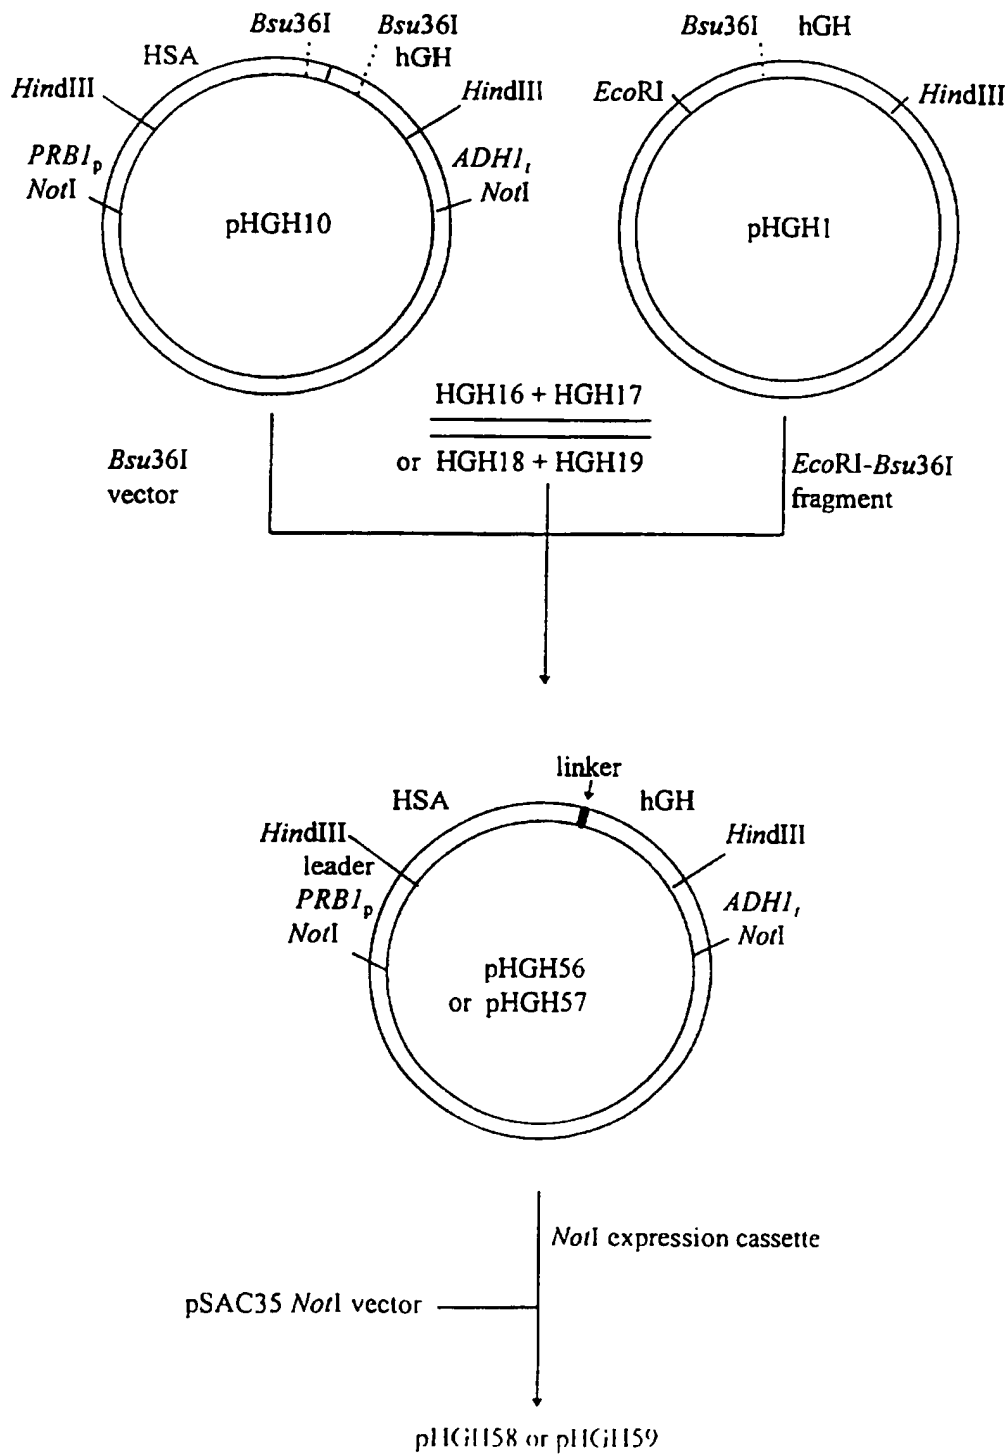 Bsu36I
Bsu36I
HSA
hGH
HindIII
HindIII
PRB1p
ADH1t
NotI
NotI
pHGH10
Bsu36I
hGH
EcoRI
HindIII
pHGH1
HGH16 + HGH17
or HGH18 + HGH19
Bsu36I
vector
EcoRI-Bsu36I
fragment
linker
HSA
hGH
HindIII
HindIII
leader
PRB1p
ADH1t
NotI
NotI
pHGH56
or pHGH57
NotI expression cassette
pSAC35 NotI vector
pHGH58 or pHGH59